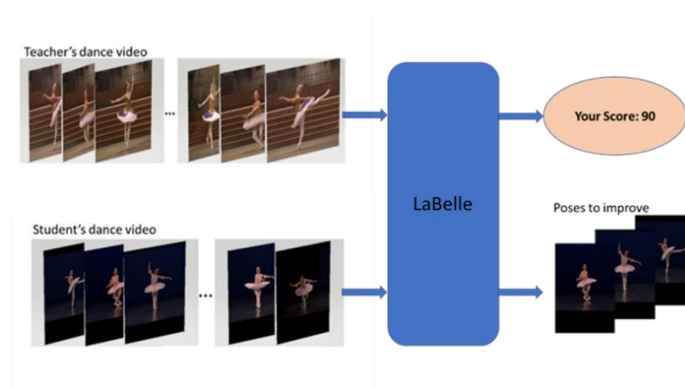 Teacher's dance video
...
Your Score: 90
LaBelle
Student's dance video
...
Poses to improve